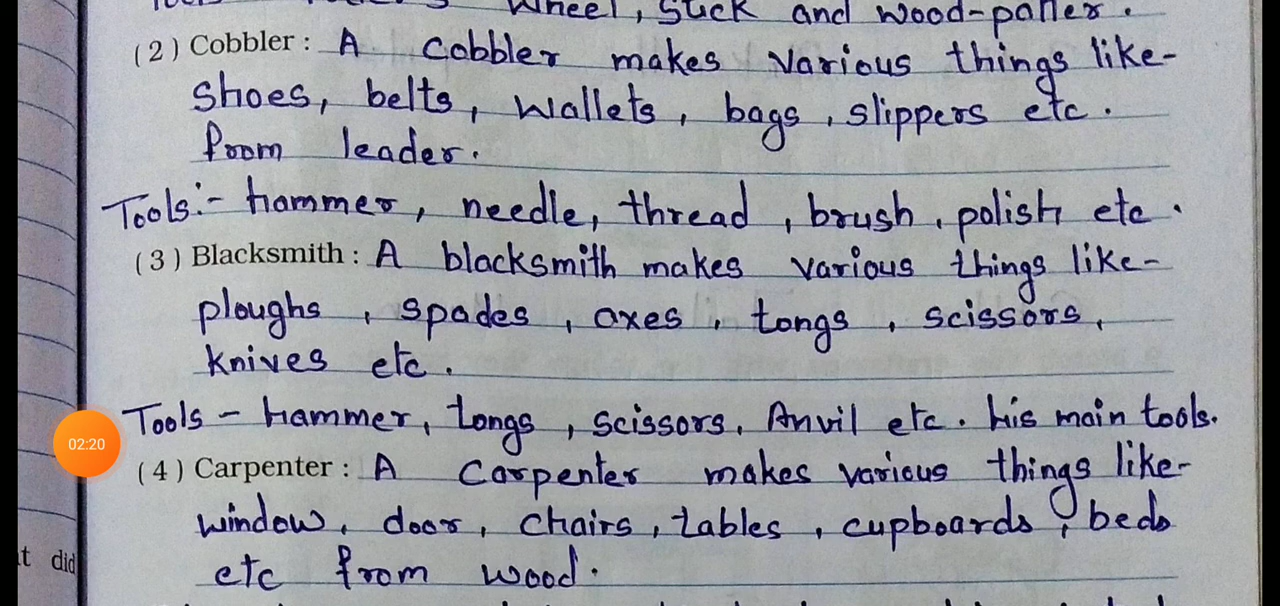 wheel, stick and wood-patter.
(2) Cobbler : A cobbler makes various things like-
shoes, belts, wallets, bags, slippers etc.
from leader.
Tools:- hammer, needle, thread, brush, polish etc.
(3) Blacksmith : A blacksmith makes various things like-
ploughs, spades, axes, tongs, scissors,
knives etc.
Tools - hammer, tongs, scissors, Anvil etc. his main tools.
02:20
(4) Carpenter : A Carpenter makes various things like-
window, door, chairs, tables, cupboards, beds
etc from wood.
did